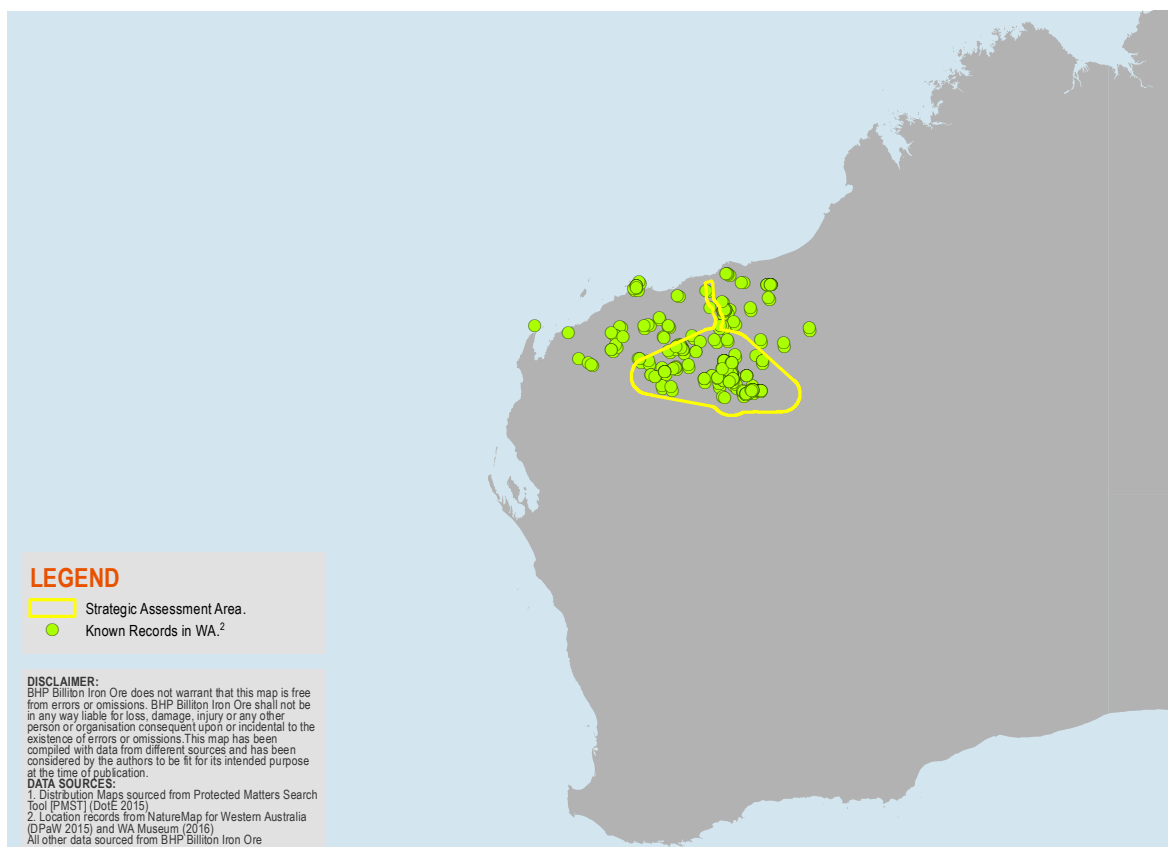 LEGEND
Strategic Assessment Area.
Known Records in WA.2
DISCLAIMER:
BHP Billiton Iron Ore does not warrant that this map is free
from errors or omissions. BHP Billiton Iron Ore shall not be
in any way liable for loss, damage, injury or any other
person or organisation consequent upon or incidental to the
existence of errors or omissions.This map has been
compiled with data from different sources and has been
considered by the authors to be fit for its intended purpose
at the time of publication.
DATA SOURCES:
1. Distribution Maps sourced from Protected Matters Search
Tool [PMST] (DotE 2015)
2. Location records from NatureMap for Western Australia
(DPaW 2015) and WA Museum (2016)
All other data sourced from BHP Billiton Iron Ore